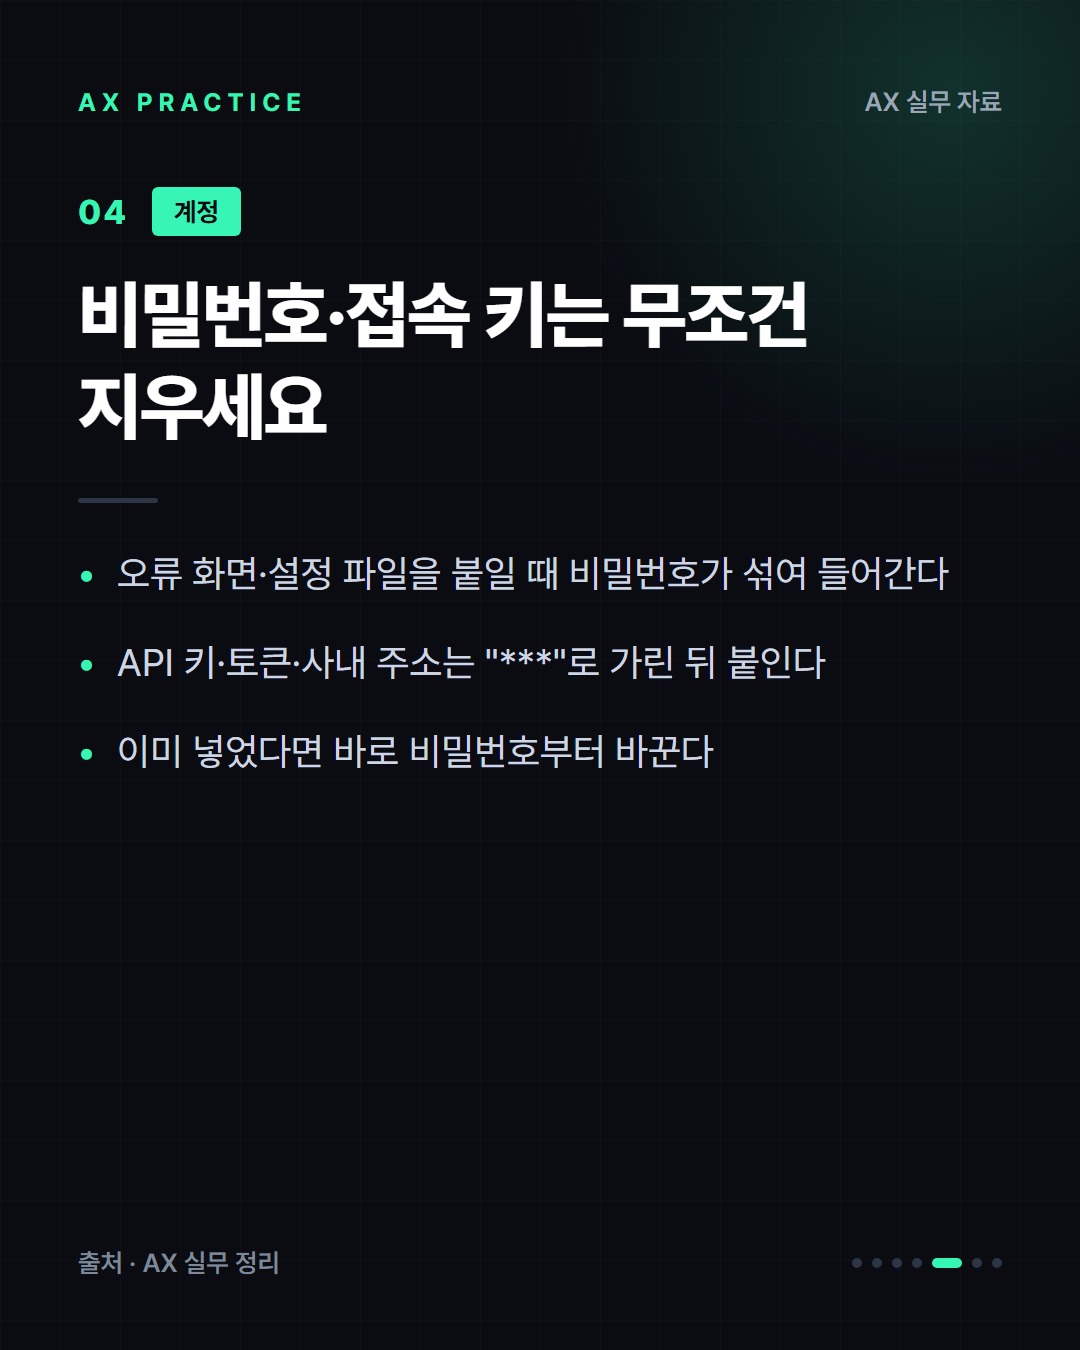 AX PRACTICE
AX 실무 자료
04
계정
비밀번호·접속 키는 무조건
지우세요
• 오류 화면·설정 파일을 붙일 때 비밀번호가 섞여 들어간다
• API 키·토큰·사내 주소는 "***"로 가린 뒤 붙인다
• 이미 넣었다면 바로 비밀번호부터 바꾼다
출처 · AX 실무 정리